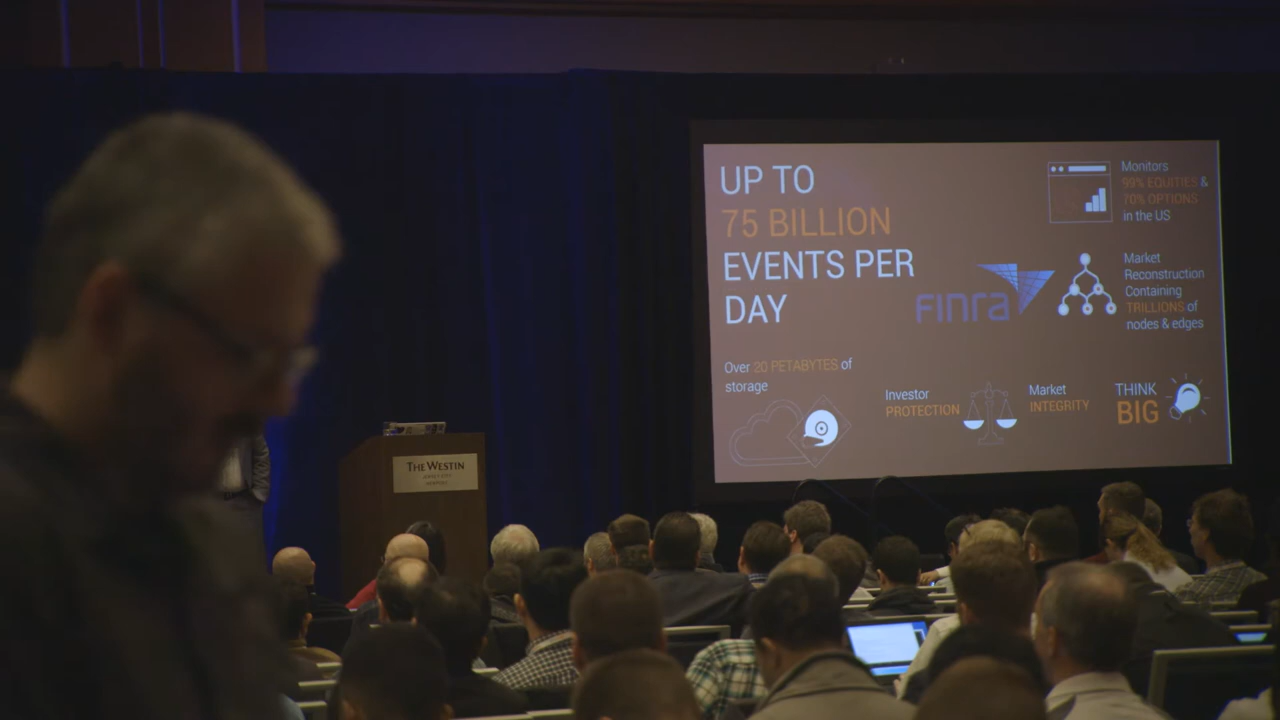 UP TO
75 BILLION
EVENTS PER
DAY
Monitors
99% EQUITIES &
70% OPTIONS
in the US
finra
Market
Reconstruction
Containing
TRILLIONS of
nodes & edges
Over 20 PETABYTES of
storage
Investor
PROTECTION
Market
INTEGRITY
THINK
BIG
THE WESTIN